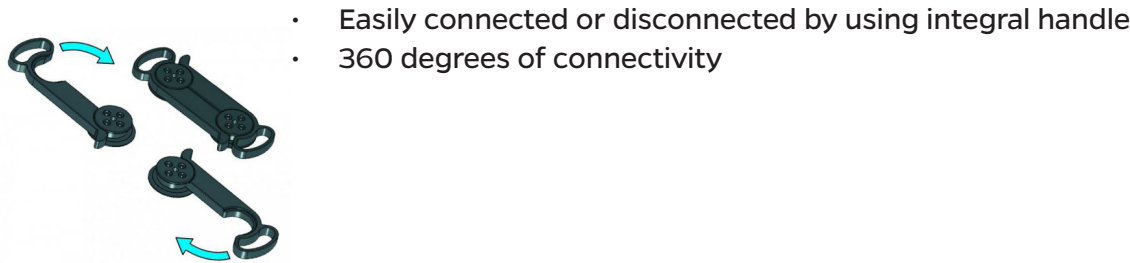 • Easily connected or disconnected by using integral handle
• 360 degrees of connectivity